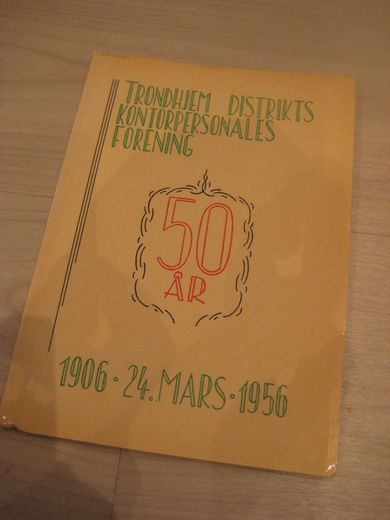 TRONDHJEM DISTRIKTS
KONTORPERSONALES
FORENING
50
ÅR
1906 · 24. MARS · 1956